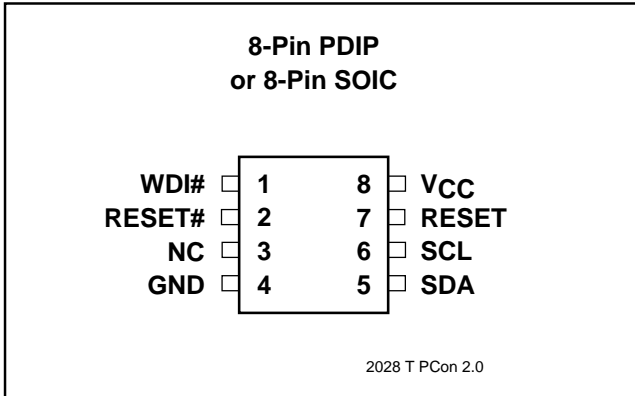 8-Pin PDIP
or 8-Pin SOIC
WDI# 1 8 VCC
RESET# 2 7 RESET
NC 3 6 SCL
GND 4 5 SDA
2028 T PCon 2.0